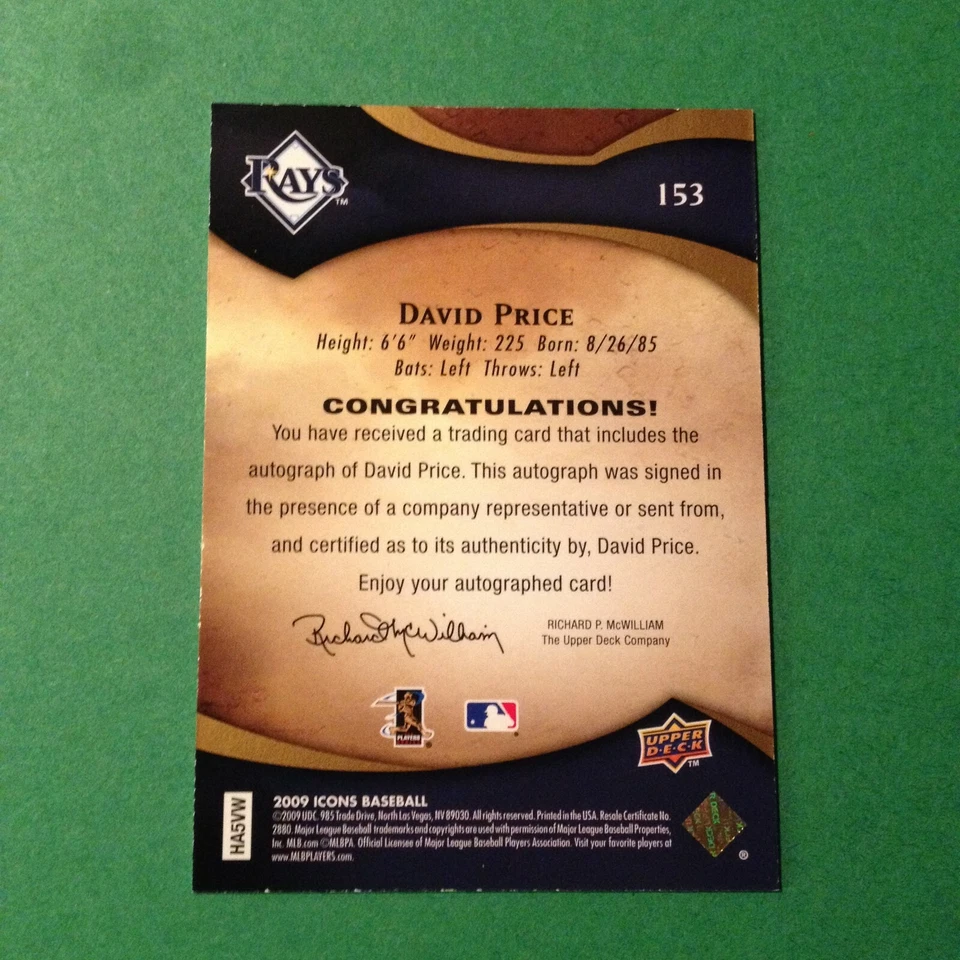 RAYS TM
153
DAVID PRICE
Height: 6'6" Weight: 225 Born: 8/26/85
Bats: Left Throws: Left
CONGRATULATIONS!
You have received a trading card that includes the
autograph of David Price. This autograph was signed in
the presence of a company representative or sent from,
and certified as to its authenticity by, David Price.
Enjoy your autographed card!
Richard McWilliam
RICHARD P. McWILLIAM
The Upper Deck Company
PLAYERS
®
UPPER
D·E·C·K
TM
HA5VW
2009 ICONS BASEBALL
©2009 UDC. 985 Trade Drive, North Las Vegas, NV 89030. All rights reserved. Printed in the USA. Resale Certificate No.
2880. Major League Baseball trademarks and copyrights are used with permission of Major League Baseball Properties,
Inc. MLB.com ©MLBPA. Official Licensee of Major League Baseball Players Association. Visit your favorite players at
www.MLBPLAYERS.com.
®